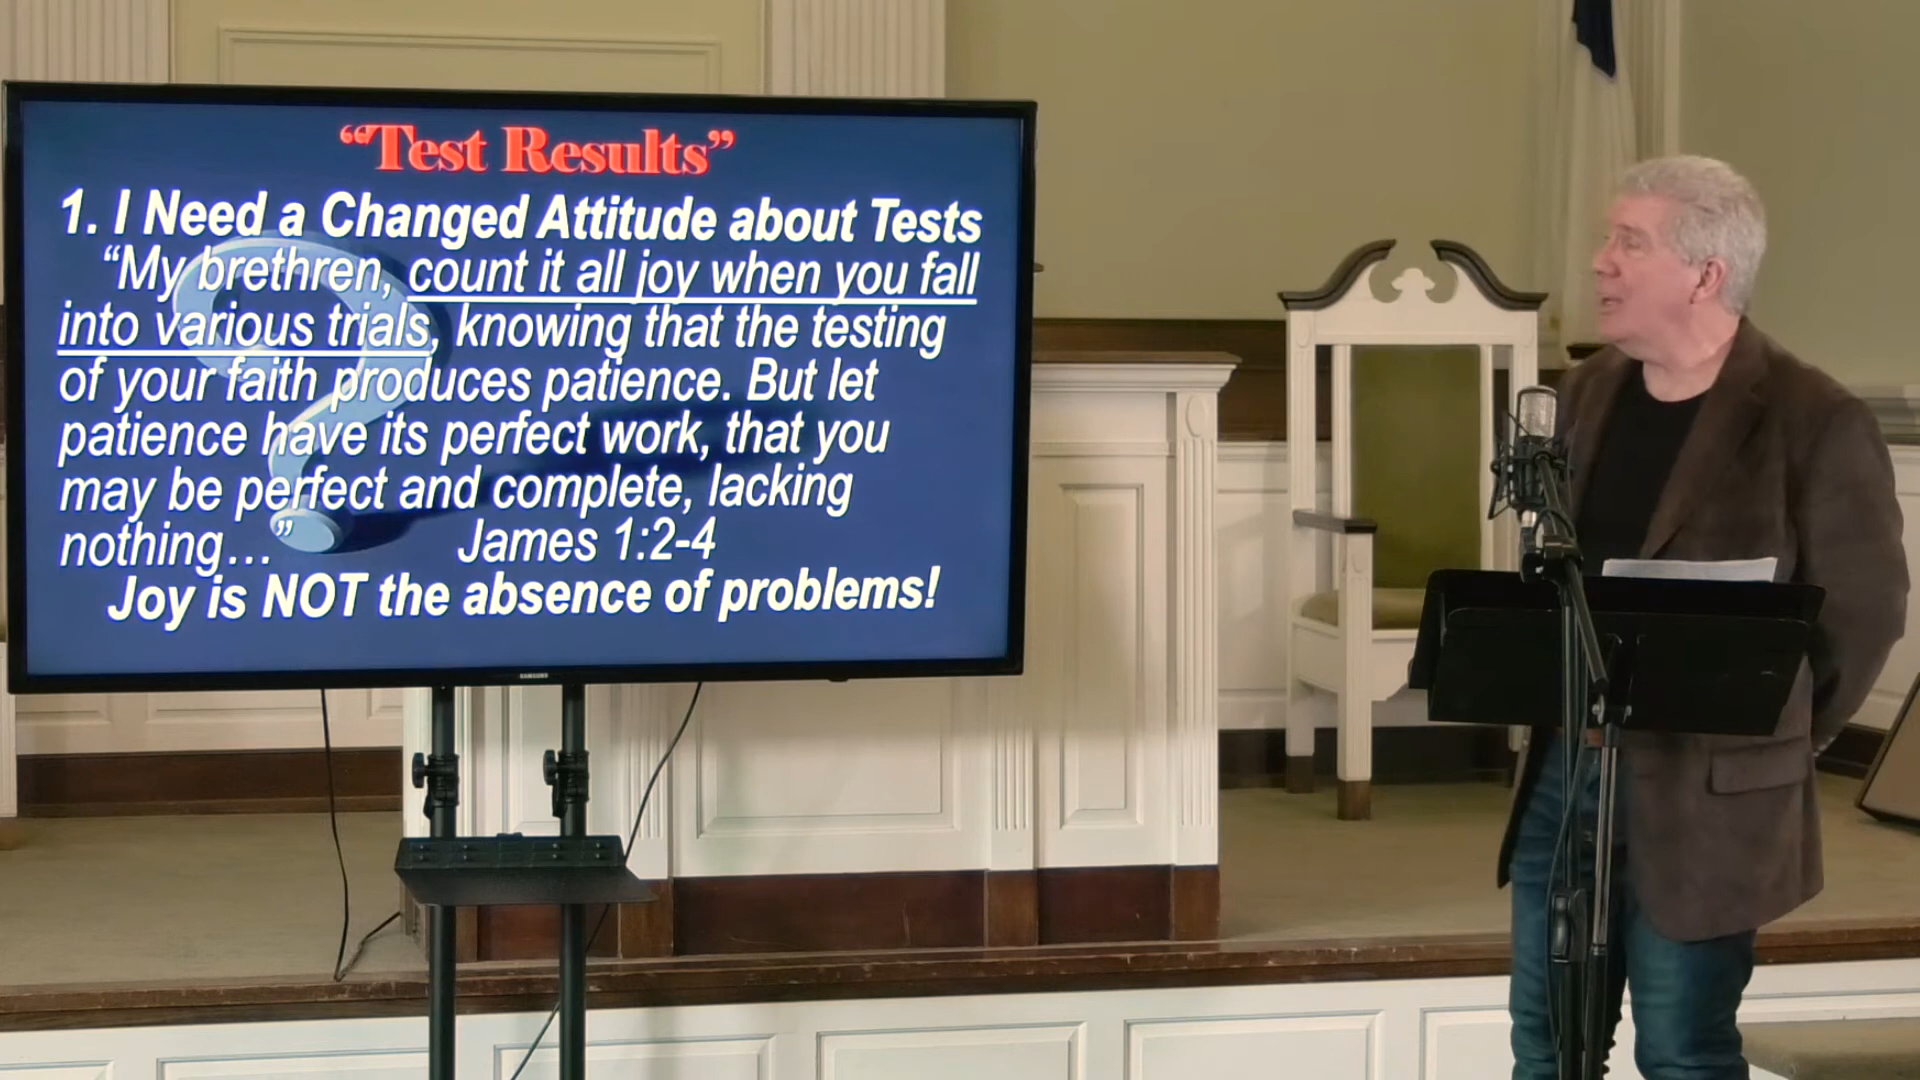 “Test Results”
1. I Need a Changed Attitude about Tests
“My brethren, count it all joy when you fall
into various trials, knowing that the testing
of your faith produces patience. But let
patience have its perfect work, that you
may be perfect and complete, lacking
nothing…” James 1:2-4
Joy is NOT the absence of problems!
SAMSUNG